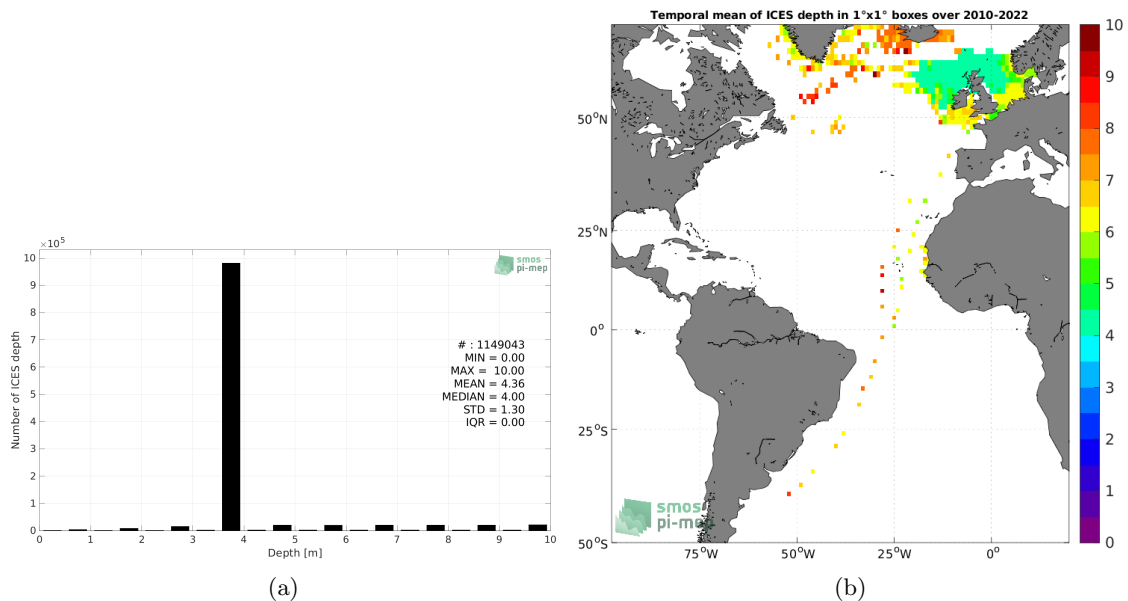 ×10⁵
10
9
8
7
6
5
4
3
2
1
0
Number of ICES depth
smos
pi-mep
# : 1149043
MIN = 0.00
MAX = 10.00
MEAN = 4.36
MEDIAN = 4.00
STD = 1.30
IQR = 0.00
0 1 2 3 4 5 6 7 8 9 10
Depth [m]
(a)
Temporal mean of ICES depth in 1°x1° boxes over 2010-2022
50°N
25°N
0°
25°S
50°S
smos
pi-mep
75°W 50°W 25°W 0°
10
9
8
7
6
5
4
3
2
1
0
(b)